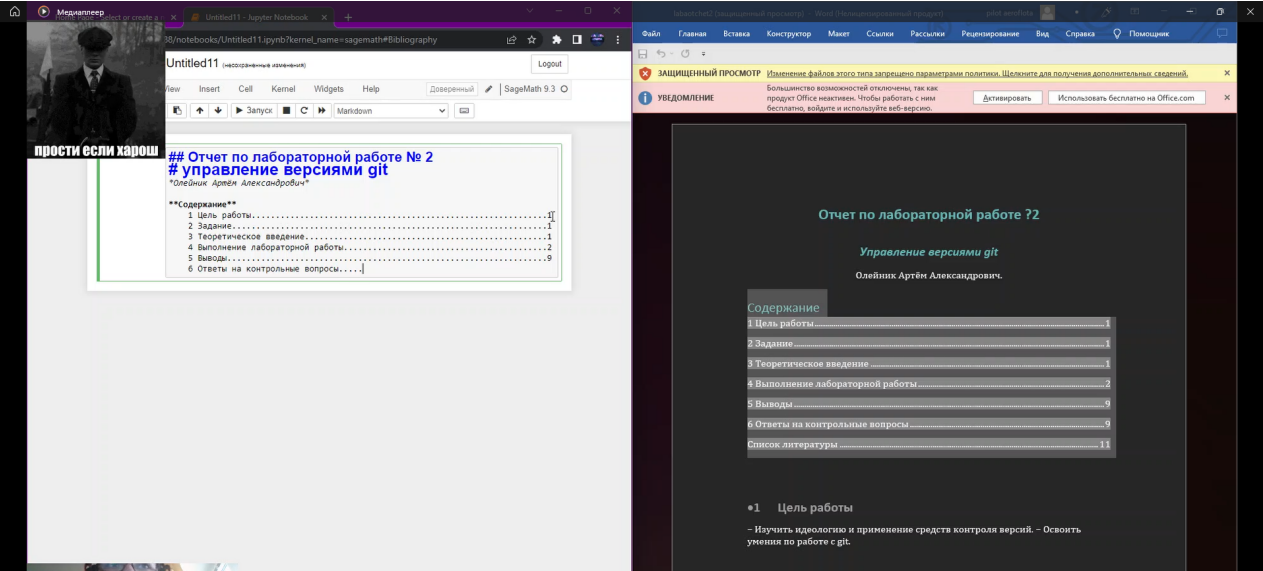 Медиаплеер
Home Page - Select or create a
Untitled11 - Jupyter Notebook
38/notebooks/Untitled11.ipynb?kernel_name=sagemath#Bibliography
Untitled11 (несохраненные изменения)
Logout
View Insert Cell Kernel Widgets Help
Доверенный
SageMath 9.3
Запуск
Markdown
прости если харош
## Отчет по лабораторной работе № 2
# управление версиями git
*Олейник Артём Александрович*
**Содержание**
1 Цель работы...........................................................1
2 Задание...............................................................1
3 Теоретическое введение................................................1
4 Выполнение лабораторной работы........................................2
5 Выводы................................................................9
6 Ответы на контрольные вопросы.....
pilot aeroflota
Файл Главная Вставка Конструктор Макет Ссылки Рассылки Рецензирование Вид Справка Помощник
ЗАЩИЩЕННЫЙ ПРОСМОТР Изменение файлов этого типа запрещено параметрами политики. Щелкните для получения дополнительных сведений.
УВЕДОМЛЕНИЕ
Большинство возможностей отключены, так как
продукт Office неактивен. Чтобы работать с ним
бесплатно, войдите и используйте веб-версию.
Активировать
Использовать бесплатно на Office.com
Отчет по лабораторной работе ?2
Управление версиями git
Олейник Артём Александрович.
Содержание
1 Цель работы 1
2 Задание 1
3 Теоретическое введение 1
4 Выполнение лабораторной работы 2
5 Выводы 9
6 Ответы на контрольные вопросы 9
Список литературы 11
•1 Цель работы
– Изучить идеологию и применение средств контроля версий. – Освоить
умения по работе с git.